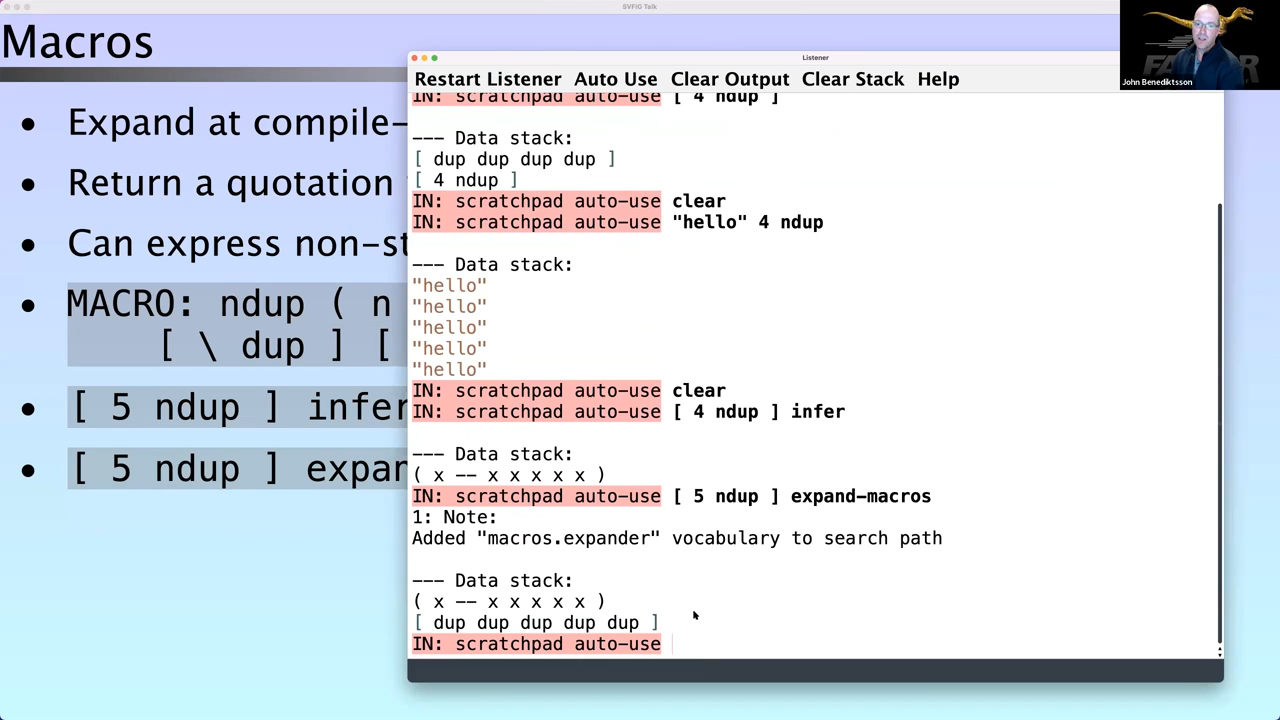 SVFIG Talk
Macros
• Expand at compile-
• Return a quotation
• Can express non-st
• MACRO: ndup ( n
[ \ dup ] [
• [ 5 ndup ] infer
• [ 5 ndup ] expan
Listener
Restart Listener Auto Use Clear Output Clear Stack Help
IN: scratchpad auto-use [ 4 ndup ]
--- Data stack:
[ dup dup dup dup ]
[ 4 ndup ]
IN: scratchpad auto-use clear
IN: scratchpad auto-use "hello" 4 ndup
--- Data stack:
"hello"
"hello"
"hello"
"hello"
"hello"
IN: scratchpad auto-use clear
IN: scratchpad auto-use [ 4 ndup ] infer
--- Data stack:
( x -- x x x x x )
IN: scratchpad auto-use [ 5 ndup ] expand-macros
1: Note:
Added "macros.expander" vocabulary to search path
--- Data stack:
( x -- x x x x x )
[ dup dup dup dup dup ]
IN: scratchpad auto-use
John Benediktsson